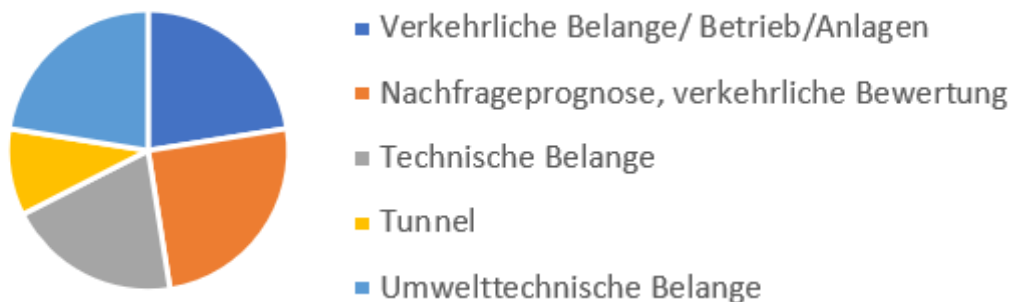 Verkehrliche Belange/ Betrieb/Anlagen
Nachfrageprognose, verkehrliche Bewertung
Technische Belange
Tunnel
Umwelttechnische Belange